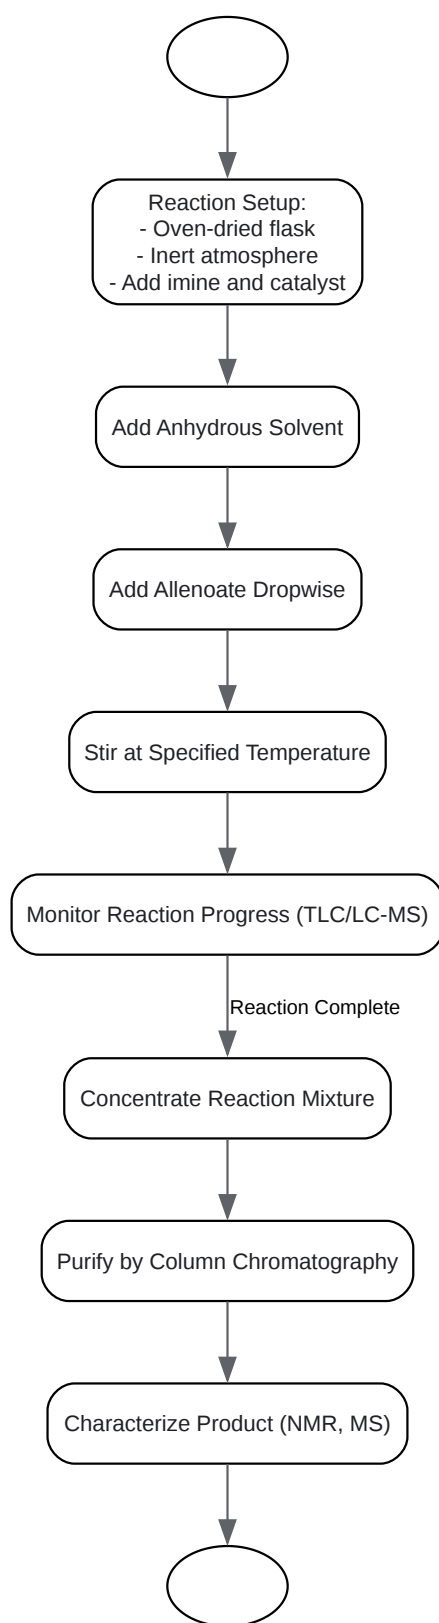 Reaction Setup:
- Oven-dried flask
- Inert atmosphere
- Add imine and catalyst
Add Anhydrous Solvent
Add Allenoate Dropwise
Stir at Specified Temperature
Monitor Reaction Progress (TLC/LC-MS)
Reaction Complete
Concentrate Reaction Mixture
Purify by Column Chromatography
Characterize Product (NMR, MS)